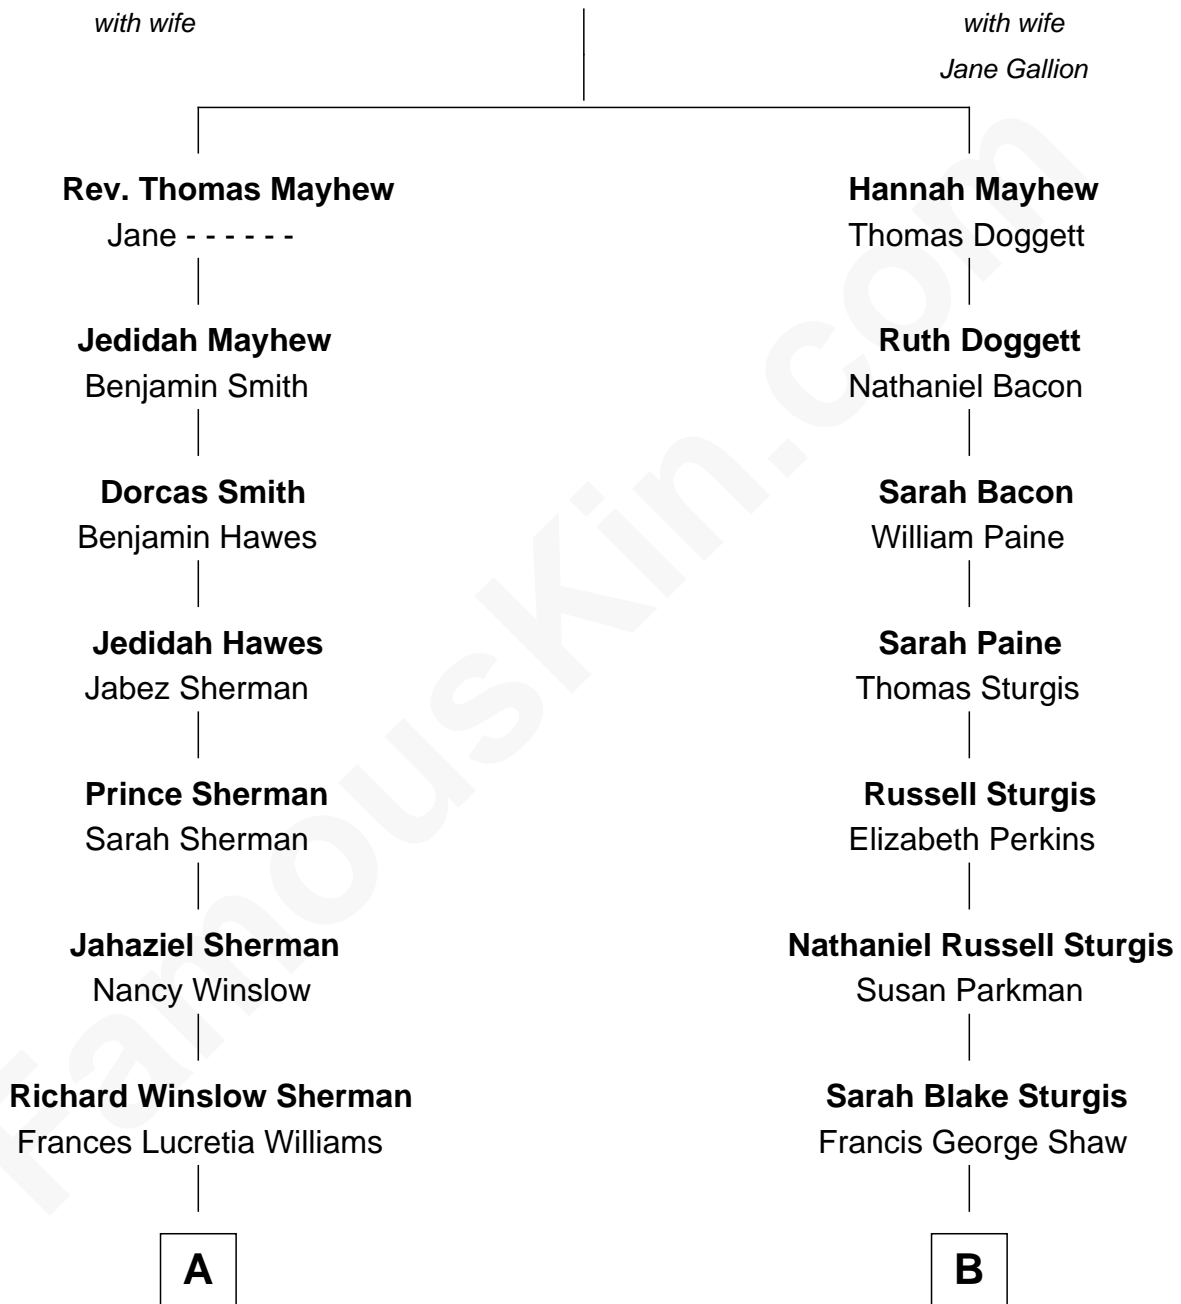 with wife
with wife
Jane Gallion
Rev. Thomas Mayhew
Jane - - - - - -
Hannah Mayhew
Thomas Doggett
Jedidah Mayhew
Benjamin Smith
Ruth Doggett
Nathaniel Bacon
Dorcas Smith
Benjamin Hawes
Sarah Bacon
William Paine
Jedidah Hawes
Jabez Sherman
Sarah Paine
Thomas Sturgis
Prince Sherman
Sarah Sherman
Russell Sturgis
Elizabeth Perkins
Jahaziel Sherman
Nancy Winslow
Nathaniel Russell Sturgis
Susan Parkman
Richard Winslow Sherman
Frances Lucretia Williams
Sarah Blake Sturgis
Francis George Shaw
A
B
FamousKin.com